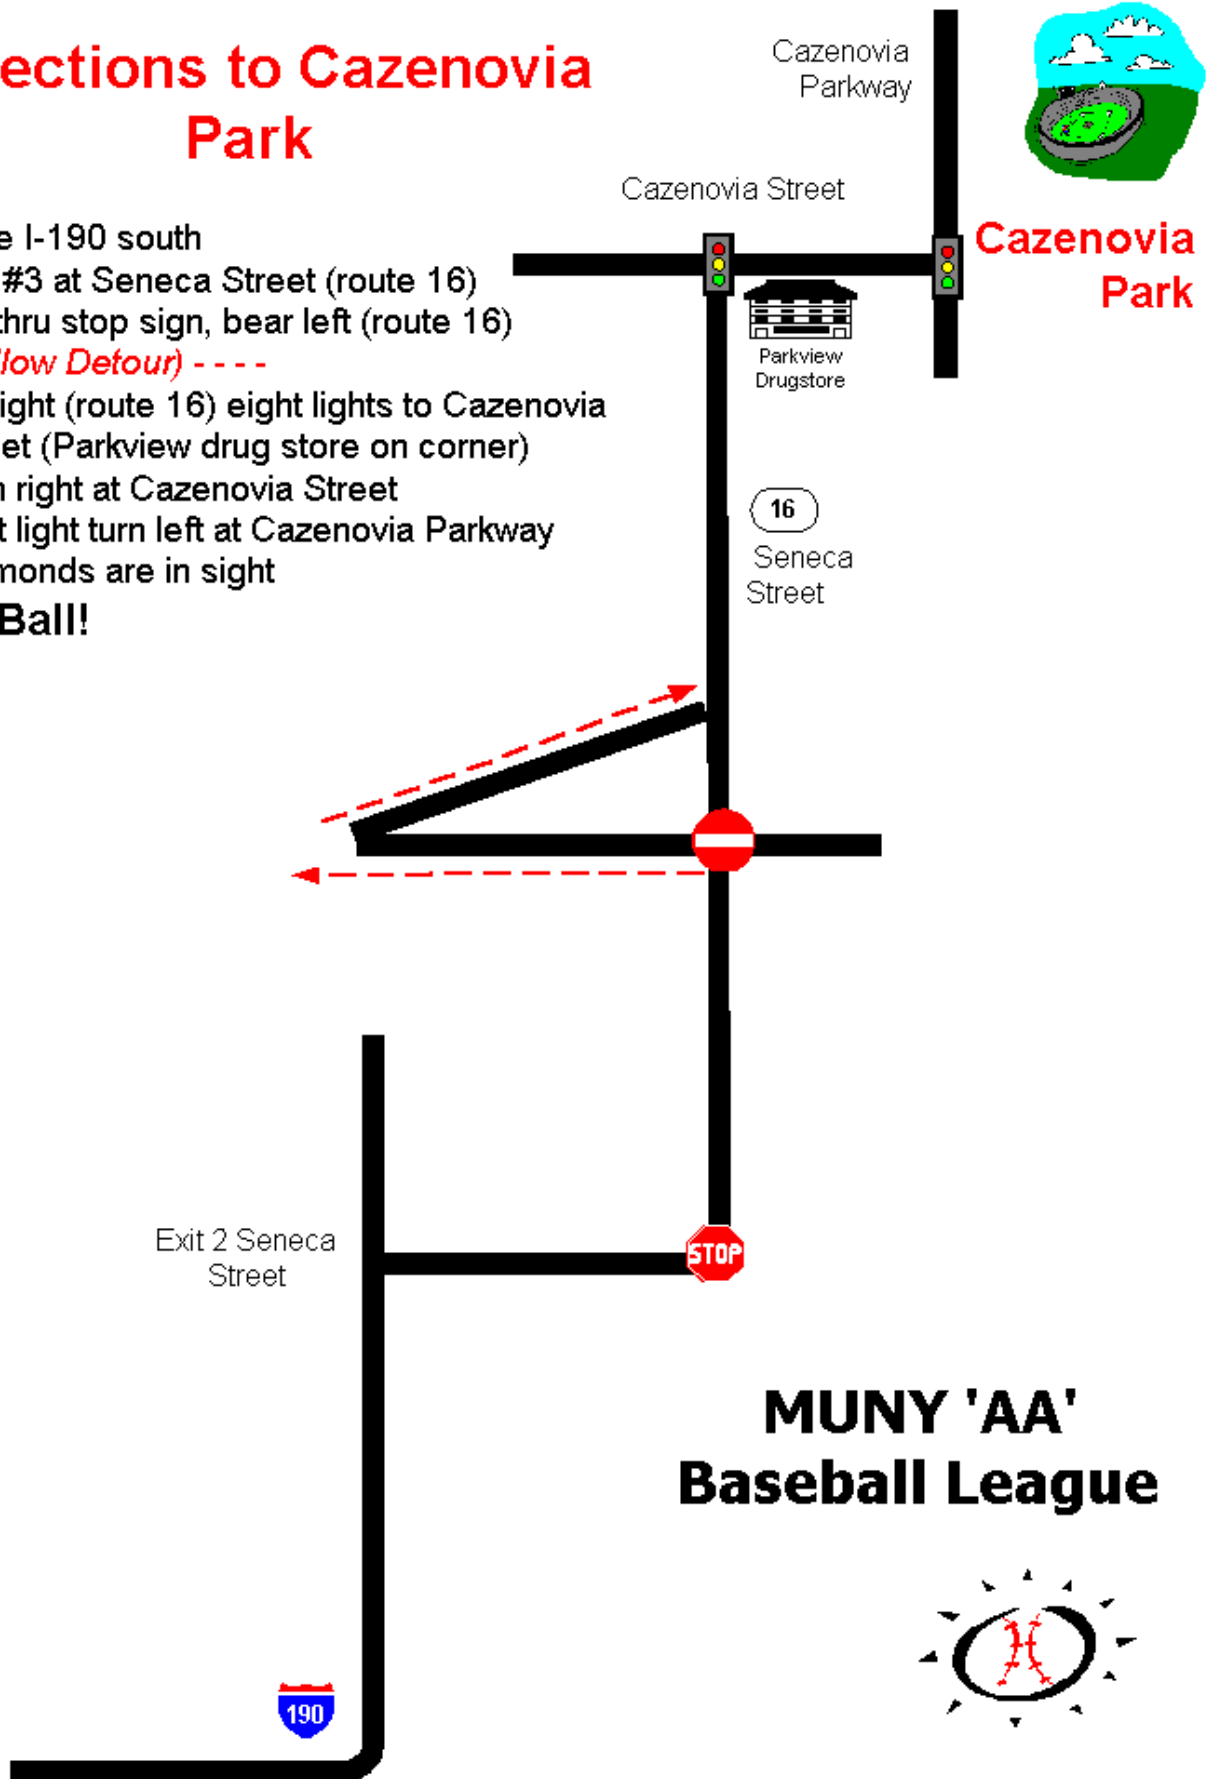 ections to Cazenovia
Park
e I-190 south
#3 at Seneca Street (route 16)
thru stop sign, bear left (route 16)
llow Detour) - - - -
ight (route 16) eight lights to Cazenovia
et (Parkview drug store on corner)
n right at Cazenovia Street
t light turn left at Cazenovia Parkway
monds are in sight
Ball!
Cazenovia
Parkway
Cazenovia Street
Cazenovia
Park
Parkview
Drugstore
16
Seneca
Street
Exit 2 Seneca
Street
STOP
MUNY 'AA'
Baseball League
190